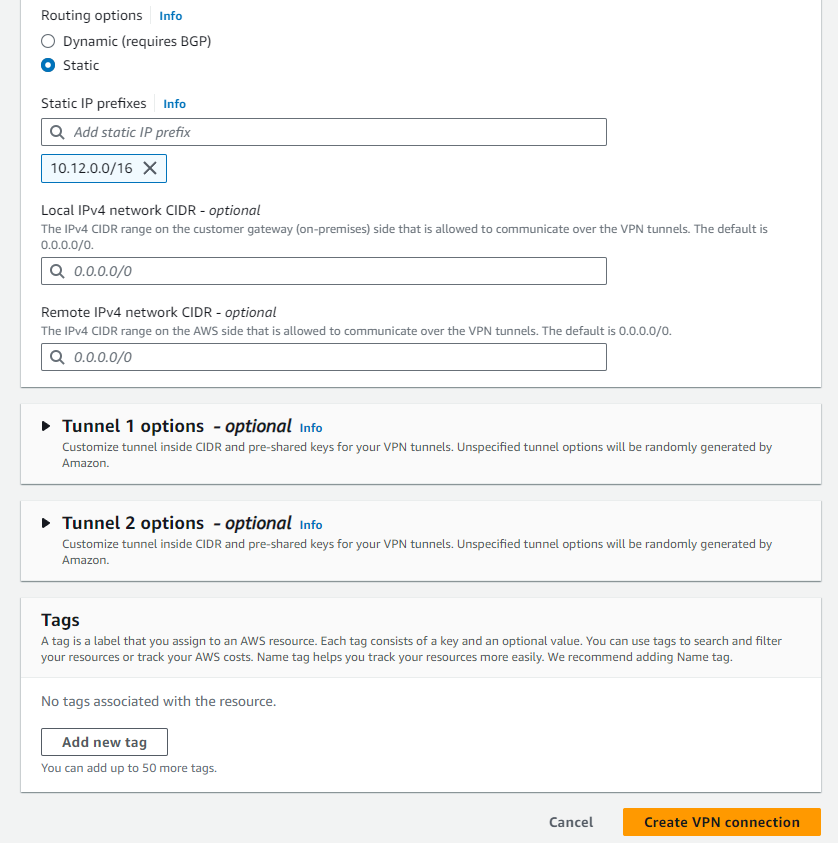 Routing options Info
Dynamic (requires BGP)
Static
Static IP prefixes Info
Add static IP prefix
10.12.0.0/16
Local IPv4 network CIDR - optional
The IPv4 CIDR range on the customer gateway (on-premises) side that is allowed to communicate over the VPN tunnels. The default is
0.0.0.0/0.
0.0.0.0/0
Remote IPv4 network CIDR - optional
The IPv4 CIDR range on the AWS side that is allowed to communicate over the VPN tunnels. The default is 0.0.0.0/0.
0.0.0.0/0
Tunnel 1 options - optional Info
Customize tunnel inside CIDR and pre-shared keys for your VPN tunnels. Unspecified tunnel options will be randomly generated by
Amazon.
Tunnel 2 options - optional Info
Customize tunnel inside CIDR and pre-shared keys for your VPN tunnels. Unspecified tunnel options will be randomly generated by
Amazon.
Tags
A tag is a label that you assign to an AWS resource. Each tag consists of a key and an optional value. You can use tags to search and filter
your resources or track your AWS costs. Name tag helps you track your resources more easily. We recommend adding Name tag.
No tags associated with the resource.
Add new tag
You can add up to 50 more tags.
Cancel Create VPN connection